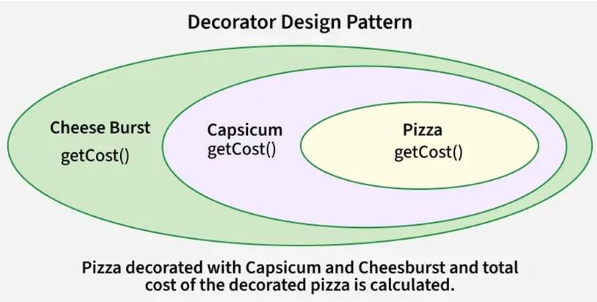 Decorator Design Pattern
Cheese Burst
getCost()
Capsicum
getCost()
Pizza
getCost()
Pizza decorated with Capsicum and Cheesburst and total
cost of the decorated pizza is calculated.